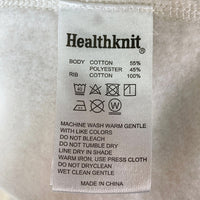 Healthknit®
BODY COTTON 55%
POLYESTER 45%
RIB COTTON 100%
MACHINE WASH WARM GENTLE
WITH LIKE COLORS
DO NOT BLEACH
DO NOT TUMBLE DRY
LINE DRY IN SHADE
WARM IRON, USE PRESS CLOTH
DO NOT DRYCLEAN
WET CLEAN GENTLE
MADE IN CHINA